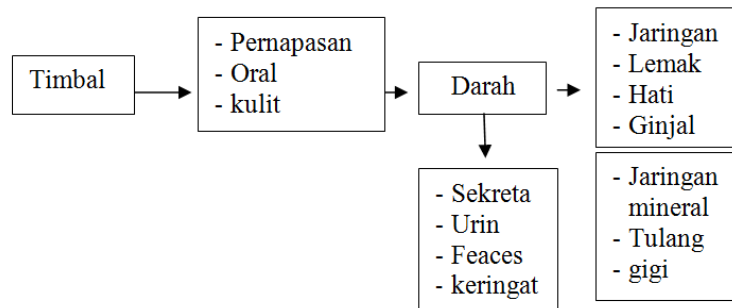 Timbal
- Pernapasan
- Oral
- kulit
Darah
- Jaringan
- Lemak
- Hati
- Ginjal
- Sekreta
- Urin
- Feaces
- keringat
- Jaringan
mineral
- Tulang
- gigi